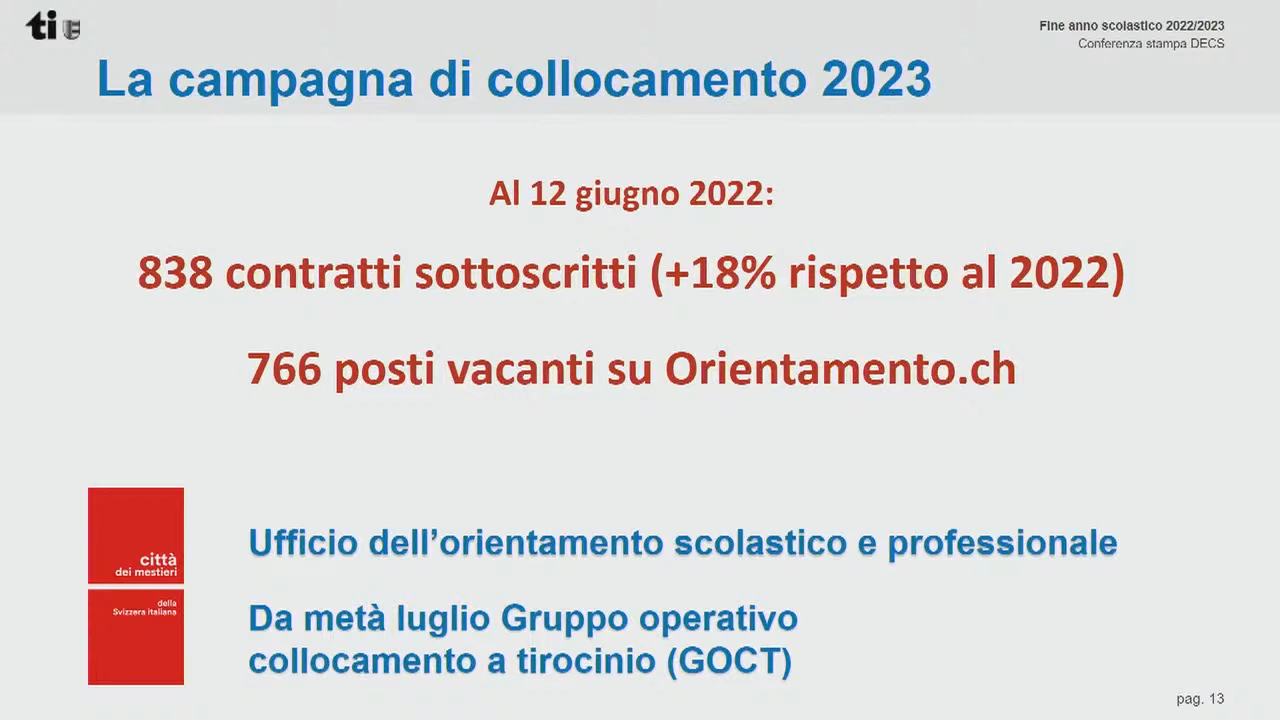 ti
Fine anno scolastico 2022/2023
Conferenza stampa DECS
La campagna di collocamento 2023
Al 12 giugno 2022:
838 contratti sottoscritti (+18% rispetto al 2022)
766 posti vacanti su Orientamento.ch
città
dei mestieri
della
Svizzera italiana
Ufficio dell’orientamento scolastico e professionale
Da metà luglio Gruppo operativo
collocamento a tirocinio (GOCT)
pag. 13